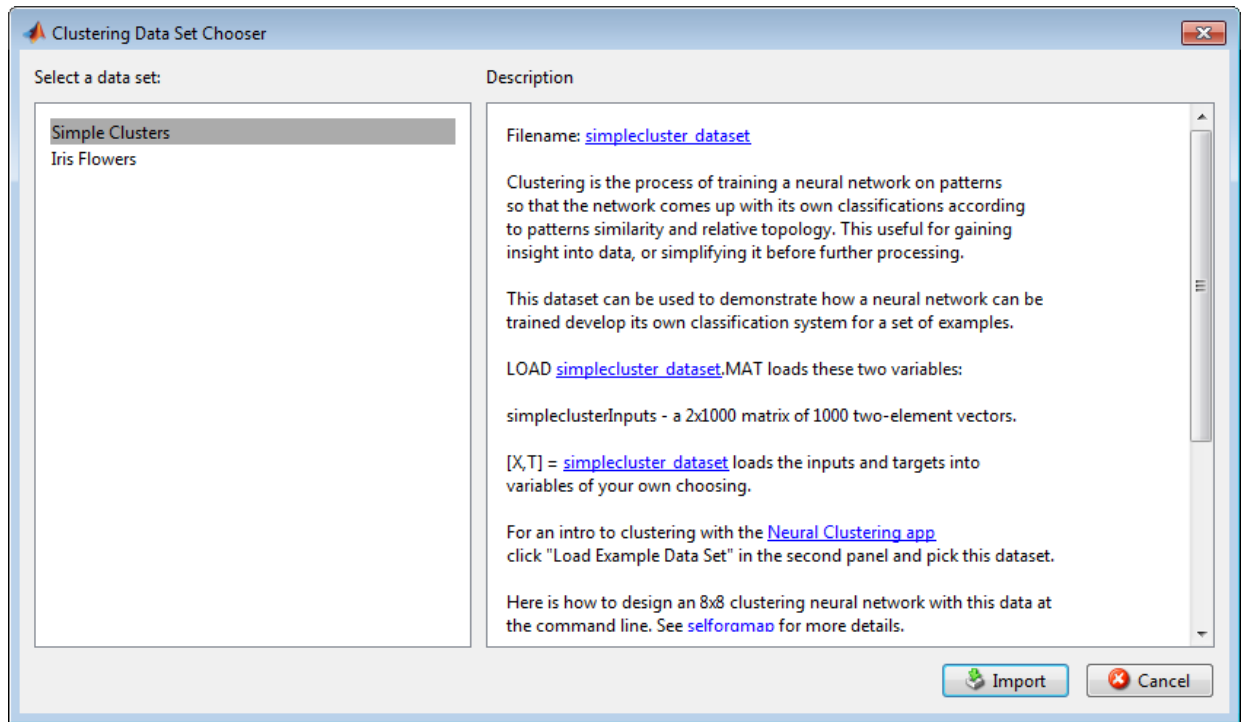 Clustering Data Set Chooser
Select a data set:
Simple Clusters
Iris Flowers
Description
Filename: simplecluster_dataset
Clustering is the process of training a neural network on patterns
so that the network comes up with its own classifications according
to patterns similarity and relative topology. This useful for gaining
insight into data, or simplifying it before further processing.
This dataset can be used to demonstrate how a neural network can be
trained develop its own classification system for a set of examples.
LOAD simplecluster_dataset.MAT loads these two variables:
simpleclusterInputs - a 2x1000 matrix of 1000 two-element vectors.
[X,T] = simplecluster_dataset loads the inputs and targets into
variables of your own choosing.
For an intro to clustering with the Neural Clustering app
click "Load Example Data Set" in the second panel and pick this dataset.
Here is how to design an 8x8 clustering neural network with this data at
the command line. See selforgmap for more details.
Import
Cancel